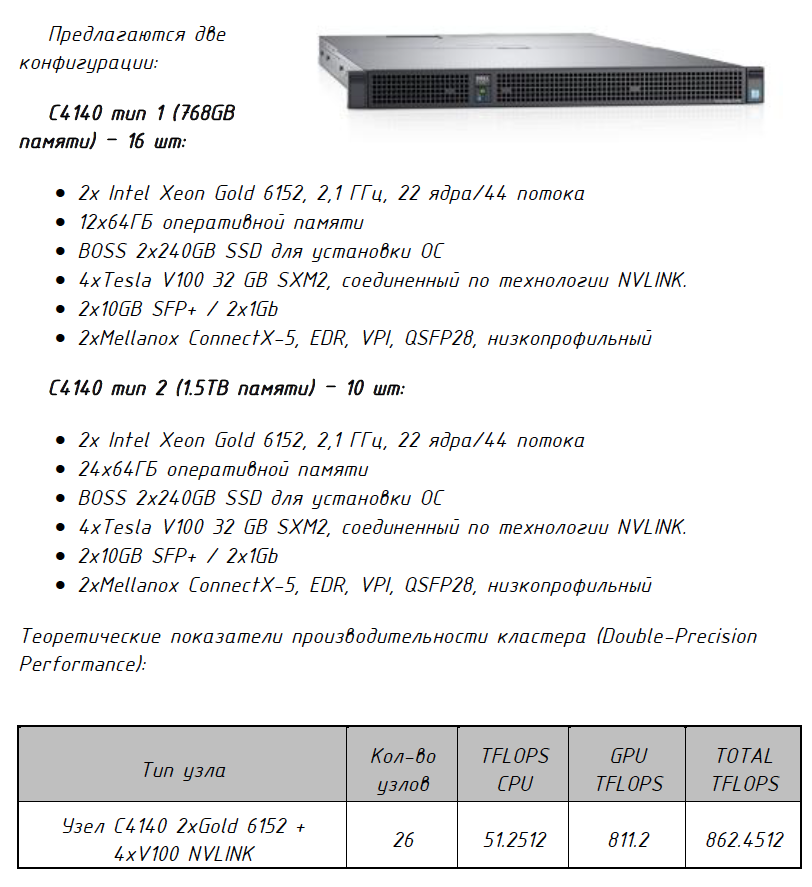 Предлагаются две
конфигурации:
C4140 тип 1 (768GB
памяти) – 16 шт:
• 2x Intel Xeon Gold 6152, 2,1 ГГц, 22 ядра/44 потока
• 12x64ГБ оперативной памяти
• BOSS 2x240GB SSD для установки ОС
• 4xTesla V100 32 GB SXM2, соединенный по технологии NVLINK.
• 2x10GB SFP+ / 2x1Gb
• 2xMellanox ConnectX-5, EDR, VPI, QSFP28, низкопрофильный
C4140 тип 2 (1.5TB памяти) – 10 шт:
• 2x Intel Xeon Gold 6152, 2,1 ГГц, 22 ядра/44 потока
• 24x64ГБ оперативной памяти
• BOSS 2x240GB SSD для установки ОС
• 4xTesla V100 32 GB SXM2, соединенный по технологии NVLINK.
• 2x10GB SFP+ / 2x1Gb
• 2xMellanox ConnectX-5, EDR, VPI, QSFP28, низкопрофильный
Теоретические показатели производительности кластера (Double-Precision
Performance):
Тип узла
Кол-во
узлов
TFLOPS
CPU
GPU
TFLOPS
TOTAL
TFLOPS
Узел C4140 2xGold 6152 +
4xV100 NVLINK
26
51.2512
811.2
862.4512